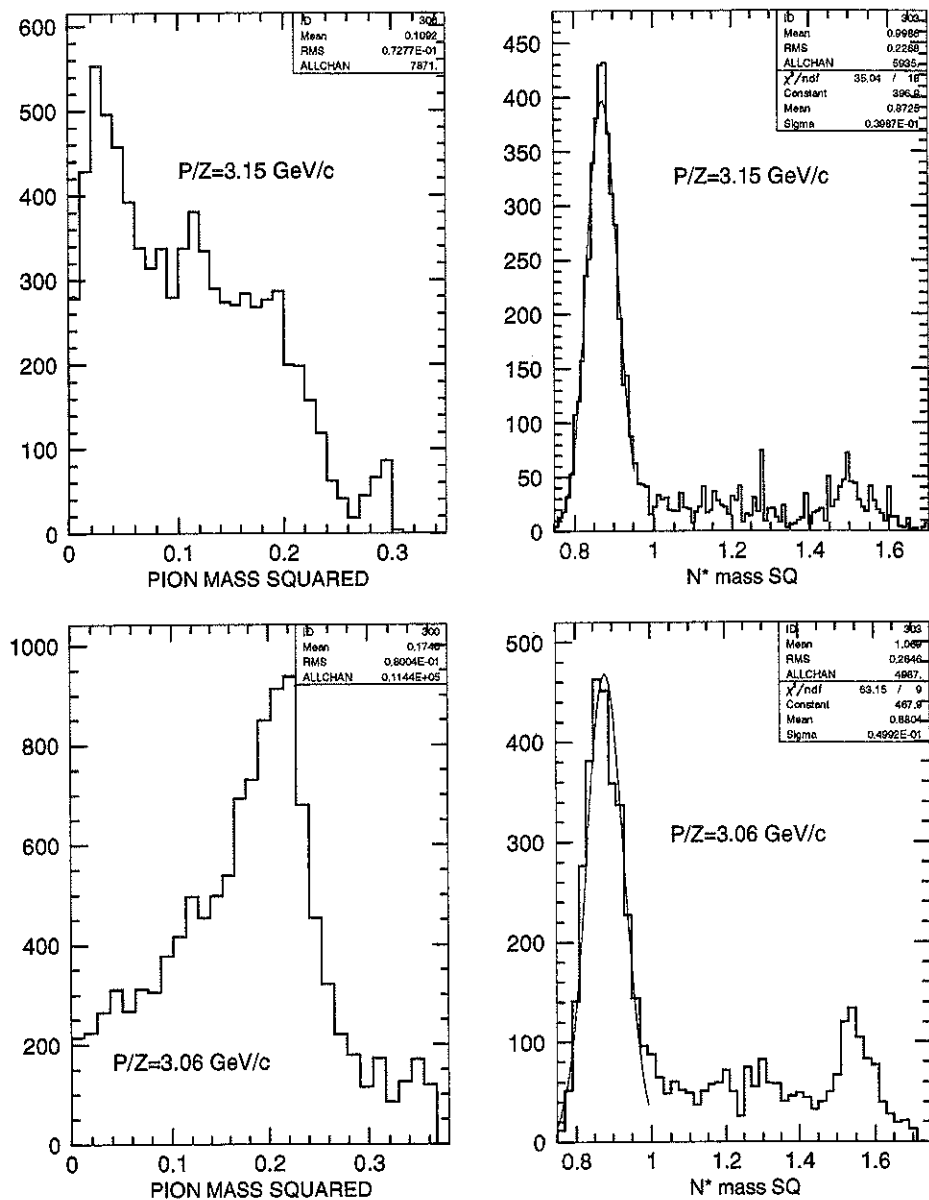 ID 300
Mean 0.1092
RMS 0.7277E-01
ALLCHAN 7871.
600
500
400
300
200
100
0
P/Z=3.15 GeV/c
0 0.1 0.2 0.3
PION MASS SQUARED
ID 303
Mean 0.9986
RMS 0.2268
ALLCHAN 5935.
χ²/ndf 35.04 / 18
Constant 396.8
Mean 0.8725
Sigma 0.3987E-01
450
400
350
300
250
200
150
100
50
0
P/Z=3.15 GeV/c
0.8 1 1.2 1.4 1.6
N* mass SQ
ID 300
Mean 0.1746
RMS 0.8004E-01
ALLCHAN 0.1144E+05
1000
800
600
400
200
0
P/Z=3.06 GeV/c
0 0.1 0.2 0.3
PION MASS SQUARED
ID 303
Mean 1.069
RMS 0.2646
ALLCHAN 4987.
χ²/ndf 63.15 / 9
Constant 467.9
Mean 0.8804
Sigma 0.4992E-01
500
400
300
200
100
0
P/Z=3.06 GeV/c
0.8 1 1.2 1.4 1.6
N* mass SQ